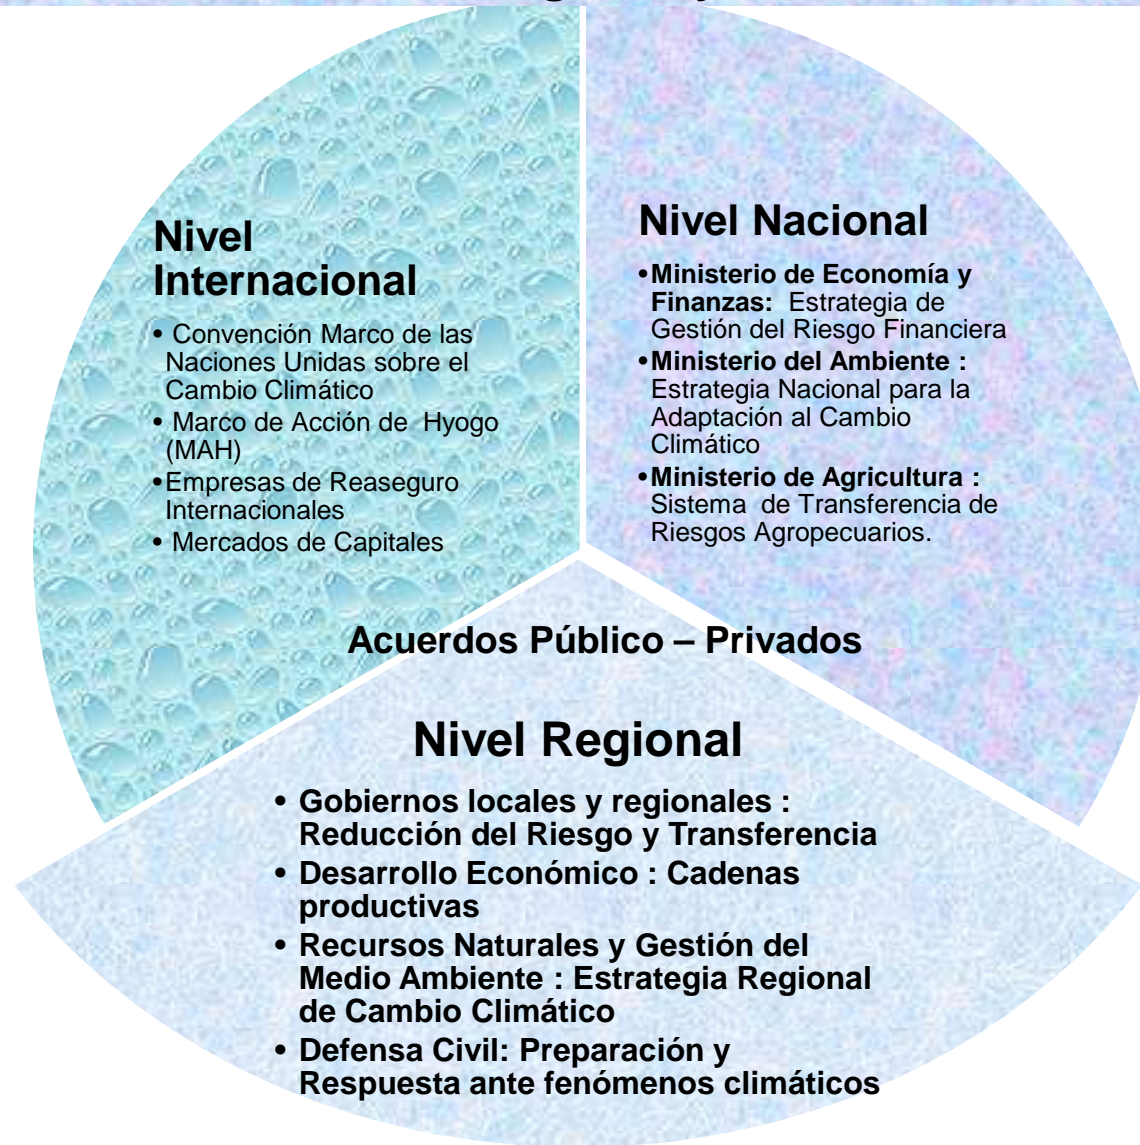 Nivel
Internacional
• Convención Marco de las
Naciones Unidas sobre el
Cambio Climático
• Marco de Acción de Hyogo
(MAH)
•Empresas de Reaseguro
Internacionales
• Mercados de Capitales
Nivel Nacional
•Ministerio de Economía y
Finanzas: Estrategia de
Gestión del Riesgo Financiera
•Ministerio del Ambiente :
Estrategia Nacional para la
Adaptación al Cambio
Climático
•Ministerio de Agricultura :
Sistema de Transferencia de
Riesgos Agropecuarios.
Acuerdos Público – Privados
Nivel Regional
• Gobiernos locales y regionales :
Reducción del Riesgo y Transferencia
• Desarrollo Económico : Cadenas
productivas
• Recursos Naturales y Gestión del
Medio Ambiente : Estrategia Regional
de Cambio Climático
• Defensa Civil: Preparación y
Respuesta ante fenómenos climáticos